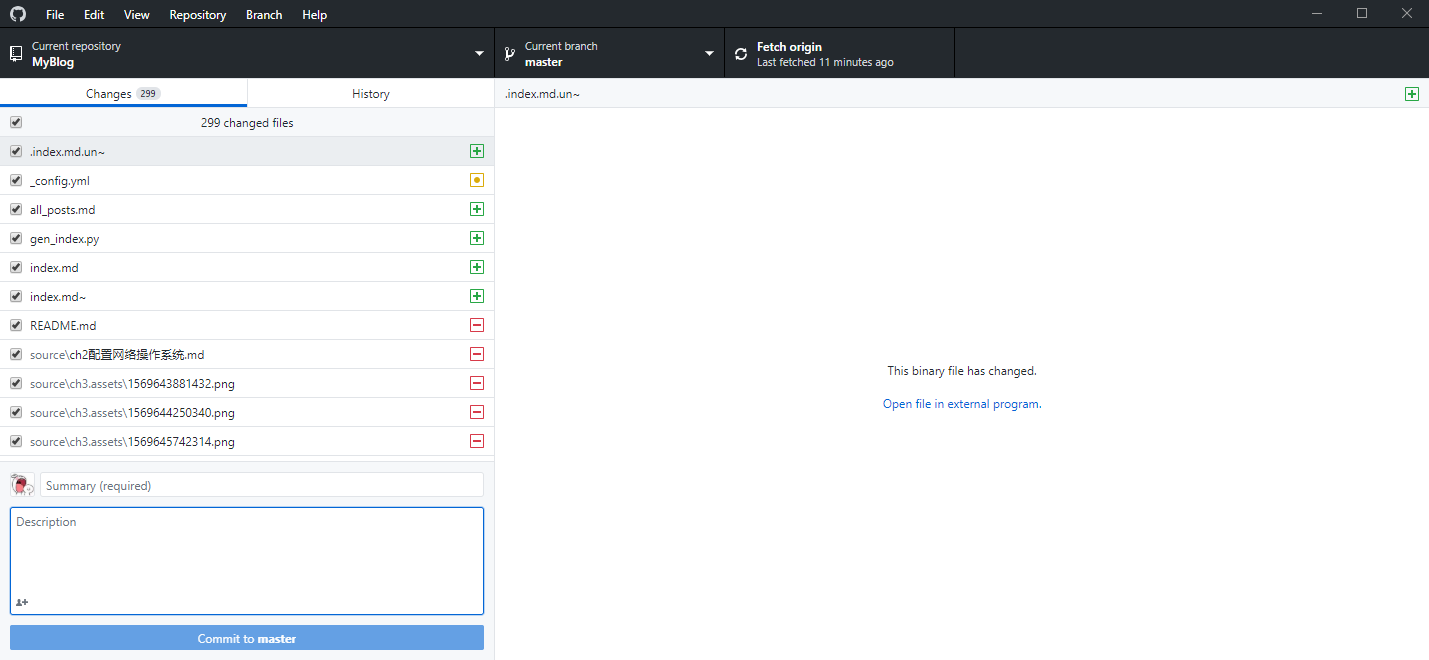 File Edit View Repository Branch Help
Current repository
MyBlog
Current branch
master
Fetch origin
Last fetched 11 minutes ago
Changes 299
History
299 changed files
.index.md.un~
_config.yml
all_posts.md
gen_index.py
index.md
index.md~
README.md
source\ch2配置网络操作系统.md
source\ch3.assets\1569643881432.png
source\ch3.assets\1569644250340.png
source\ch3.assets\1569645742314.png
Summary (required)
Description
Commit to master
.index.md.un~
This binary file has changed.
Open file in external program.